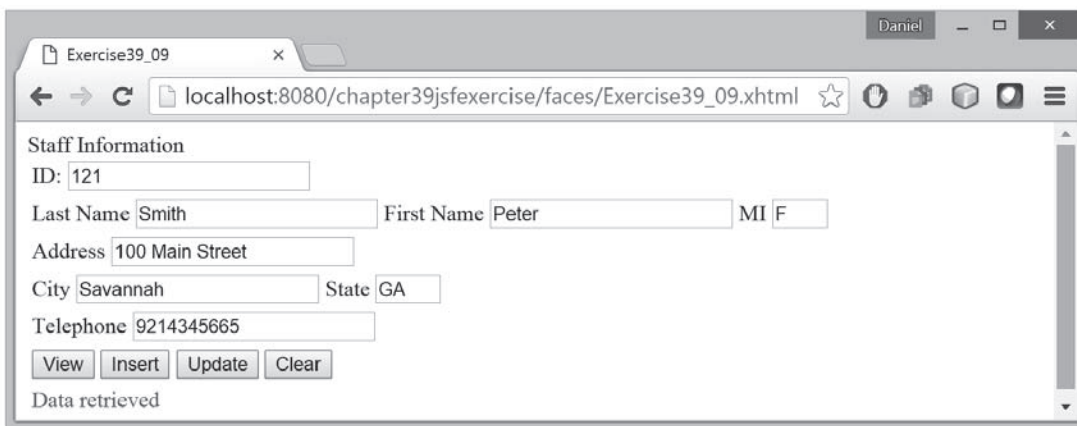 Daniel
Exercise39_09
localhost:8080/chapter39jsfexercise/faces/Exercise39_09.xhtml
Staff Information
ID: 121
Last Name Smith First Name Peter MI F
Address 100 Main Street
City Savannah State GA
Telephone 9214345665
View Insert Update Clear
Data retrieved